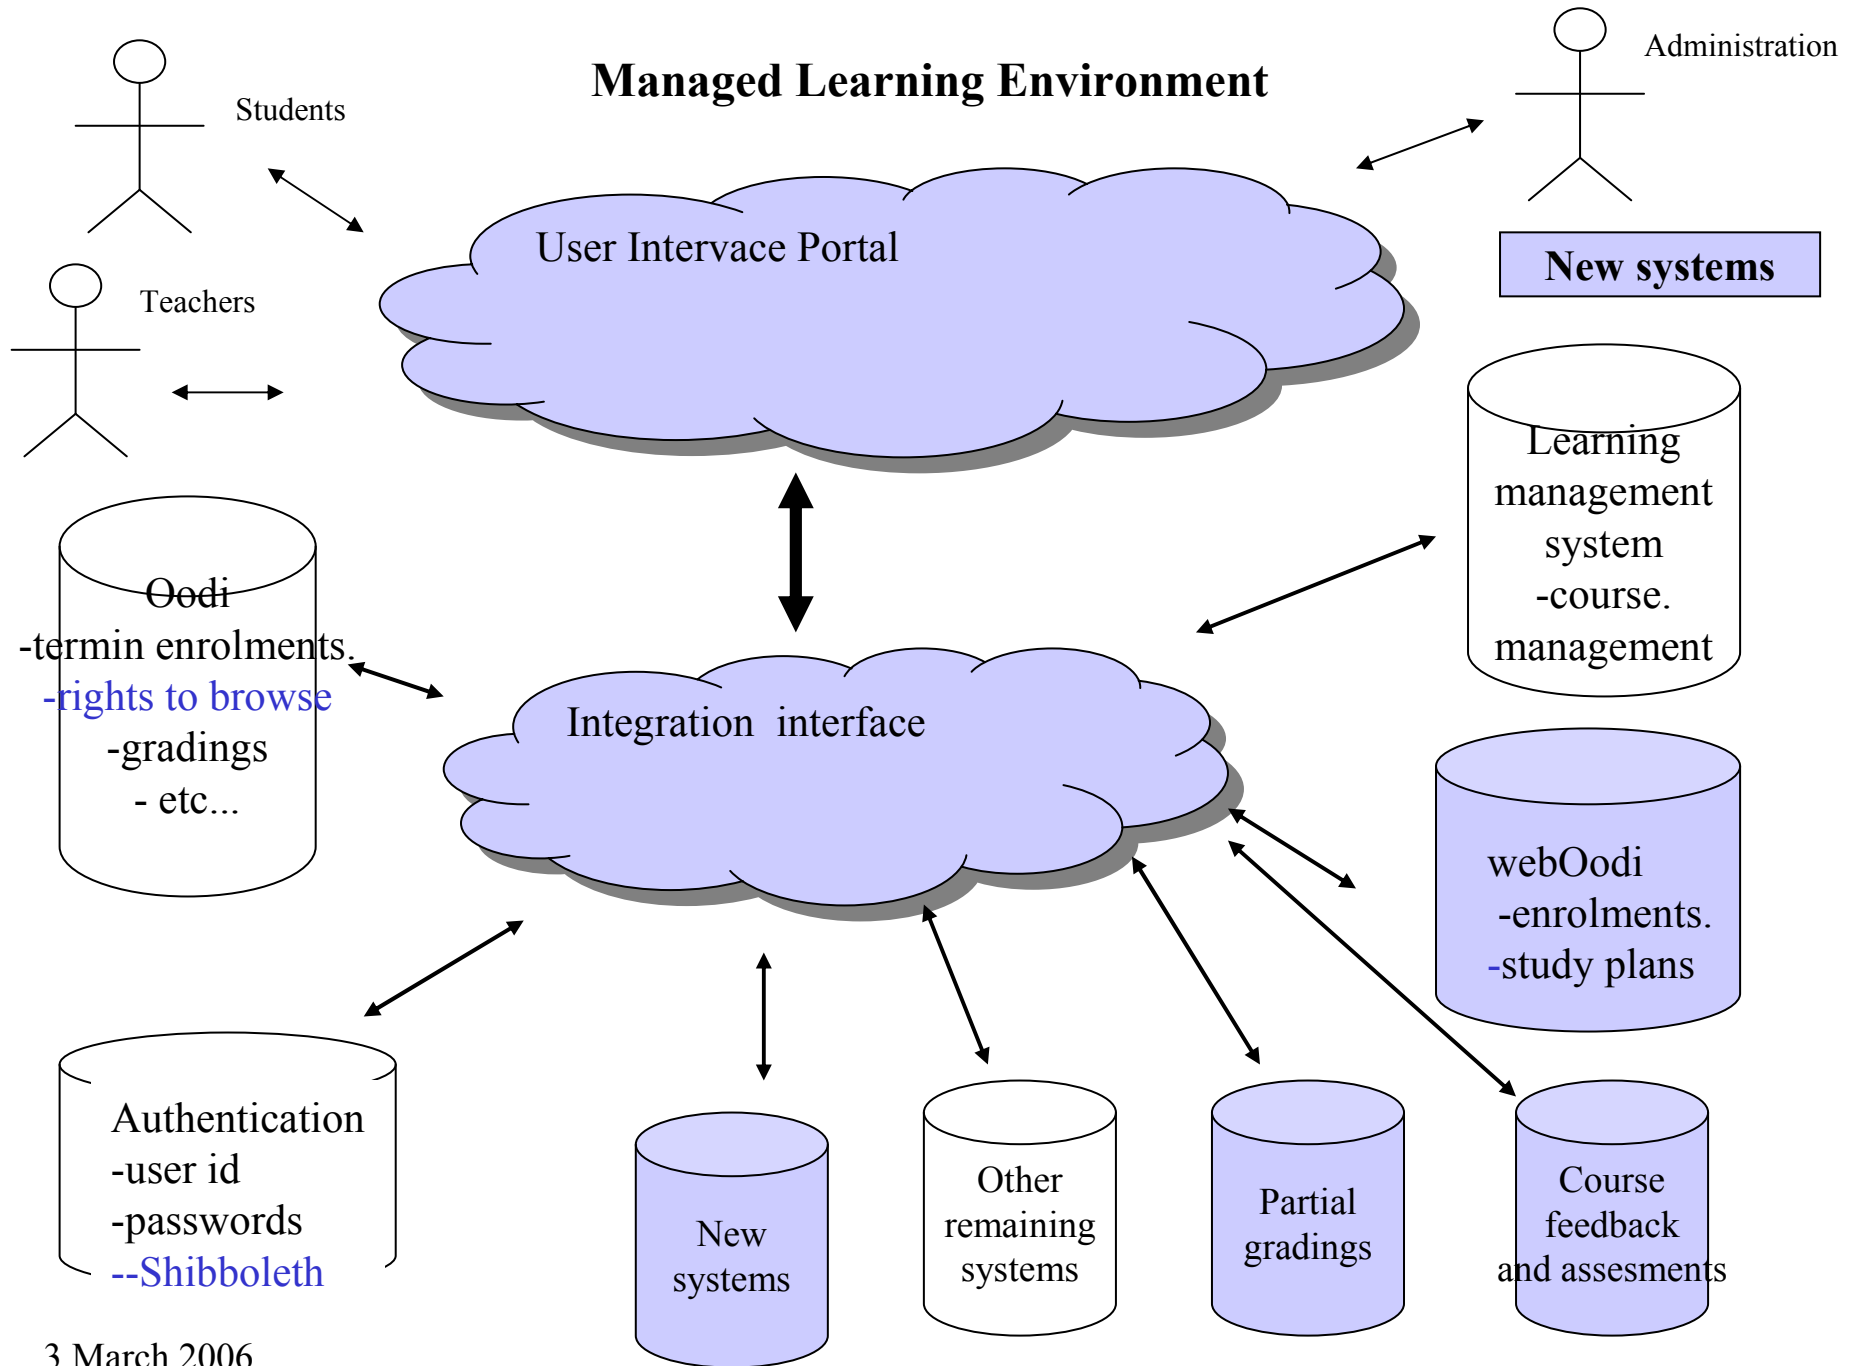 Managed Learning Environment
Students
Administration
Teachers
User Intervace Portal
New systems
Learning
management
system
-course.
management
Oodi
-termin enrolments.
-rights to browse
-gradings
- etc...
Integration interface
webOodi
-enrolments.
-study plans
Authentication
-user id
-passwords
--Shibboleth
New
systems
Other
remaining
systems
Partial
gradings
Course
feedback
and assesments
3 March 2006